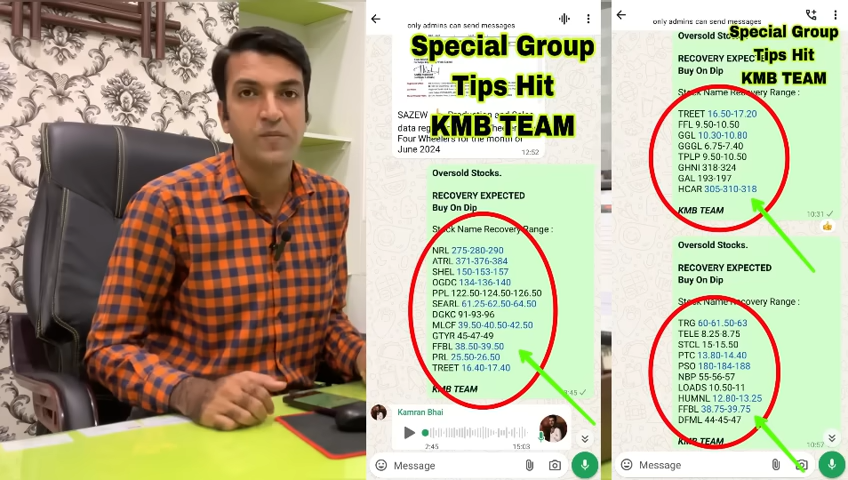 only admins can send messages
Special Group
Tips Hit
KMB TEAM
SAZEW
data
Four Wheelers for the month of
June 2024
12:52
Oversold Stocks.
RECOVERY EXPECTED
Buy On Dip
Stock Name Recovery Range :
NRL 275-280-290
ATRL 371-376-384
SHEL 150-153-157
OGDC 134-136-140
PPL 122.50-124.50-126.50
SEARL 61.25-62.50-64.50
DGKC 91-93-96
MLCF 39.50-40.50-42.50
GTYR 45-47-49
FFBL 38.50-39.50
PRL 25.50-26.50
TREET 16.40-17.40
KMB TEAM
Kamran Bhai
7:45
15:03
Message
only admins can send messages
Special Group
Tips Hit
KMB TEAM
Oversold Stocks.
RECOVERY
Buy On Dip
Stock Name Recovery Range :
TREET 16.50-17.20
FFL 9.50-10.50
GGL 10.30-10.80
GGGL 6.75-7.40
TPLP 9.50-10.50
GHNI 318-324
GAL 193-197
HCAR 305-310-318
KMB TEAM
10:31
Oversold Stocks.
RECOVERY EXPECTED
Buy On Dip
Stock Name Recovery Range :
TRG 60-61.50-63
TELE 8.25-8.75
STCL 15-15.50
PTC 13.80-14.40
PSO 180-184-188
NBP 55-56-57
LOADS 10.50-11
HUMNL 12.80-13.25
FFBL 38.75-39.75
DFML 44-45-47
KMB TEAM
10:57
Message